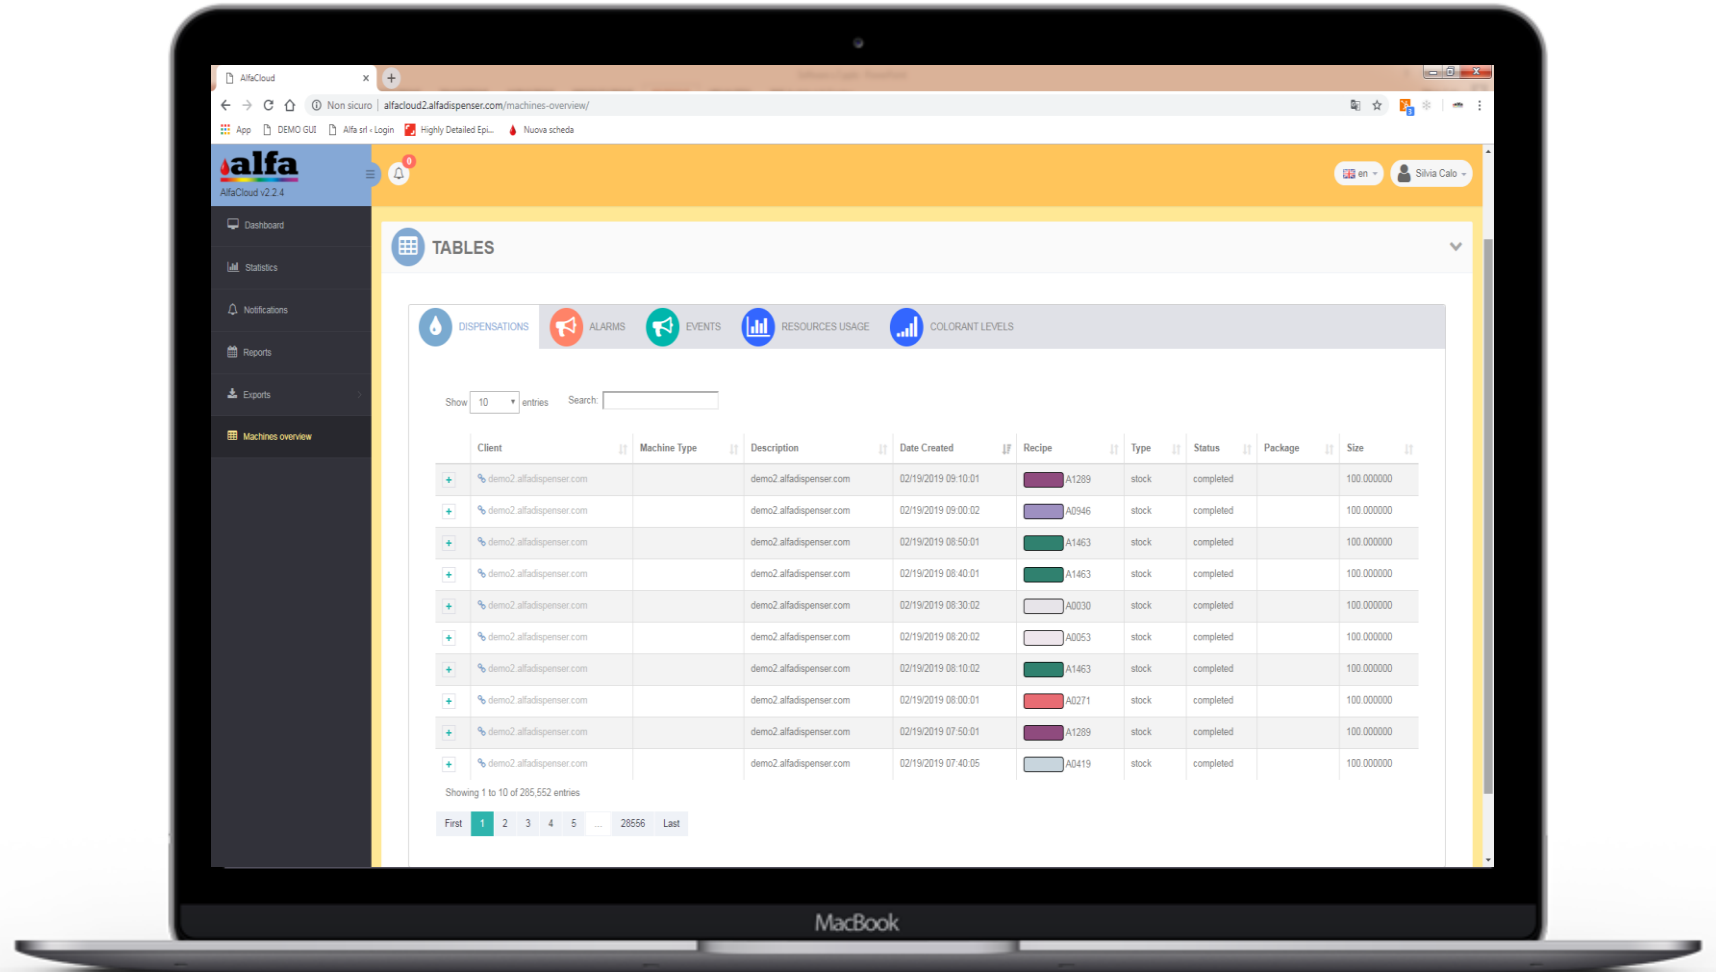 AlfaCloud
Non sicuro | alfacloud2.alfadispenser.com/machines-overview/
App DEMO GUI Alfa srl - Login Highly Detailed Epi... Nuova scheda
alfa
AlfaCloud v2.2.4
0
en
Silvia Calo
Dashboard
Statistics
Notifications
Reports
Exports
Machines overview
TABLES
DISPENSATIONS ALARMS EVENTS RESOURCES USAGE COLORANT LEVELS
Show 10 entries Search:
Client Machine Type Description Date Created Recipe Type Status Package Size
+ demo2.alfadispenser.com demo2.alfadispenser.com 02/19/2019 09:10:01 A1289 stock completed 100.000000
+ demo2.alfadispenser.com demo2.alfadispenser.com 02/19/2019 09:00:02 A0946 stock completed 100.000000
+ demo2.alfadispenser.com demo2.alfadispenser.com 02/19/2019 08:50:01 A1463 stock completed 100.000000
+ demo2.alfadispenser.com demo2.alfadispenser.com 02/19/2019 08:40:01 A1463 stock completed 100.000000
+ demo2.alfadispenser.com demo2.alfadispenser.com 02/19/2019 08:30:02 A0030 stock completed 100.000000
+ demo2.alfadispenser.com demo2.alfadispenser.com 02/19/2019 08:20:02 A0053 stock completed 100.000000
+ demo2.alfadispenser.com demo2.alfadispenser.com 02/19/2019 08:10:02 A1463 stock completed 100.000000
+ demo2.alfadispenser.com demo2.alfadispenser.com 02/19/2019 08:00:01 A0271 stock completed 100.000000
+ demo2.alfadispenser.com demo2.alfadispenser.com 02/19/2019 07:50:01 A1289 stock completed 100.000000
+ demo2.alfadispenser.com demo2.alfadispenser.com 02/19/2019 07:40:05 A0419 stock completed 100.000000
Showing 1 to 10 of 285,552 entries
First 1 2 3 4 5 ... 28556 Last
MacBook